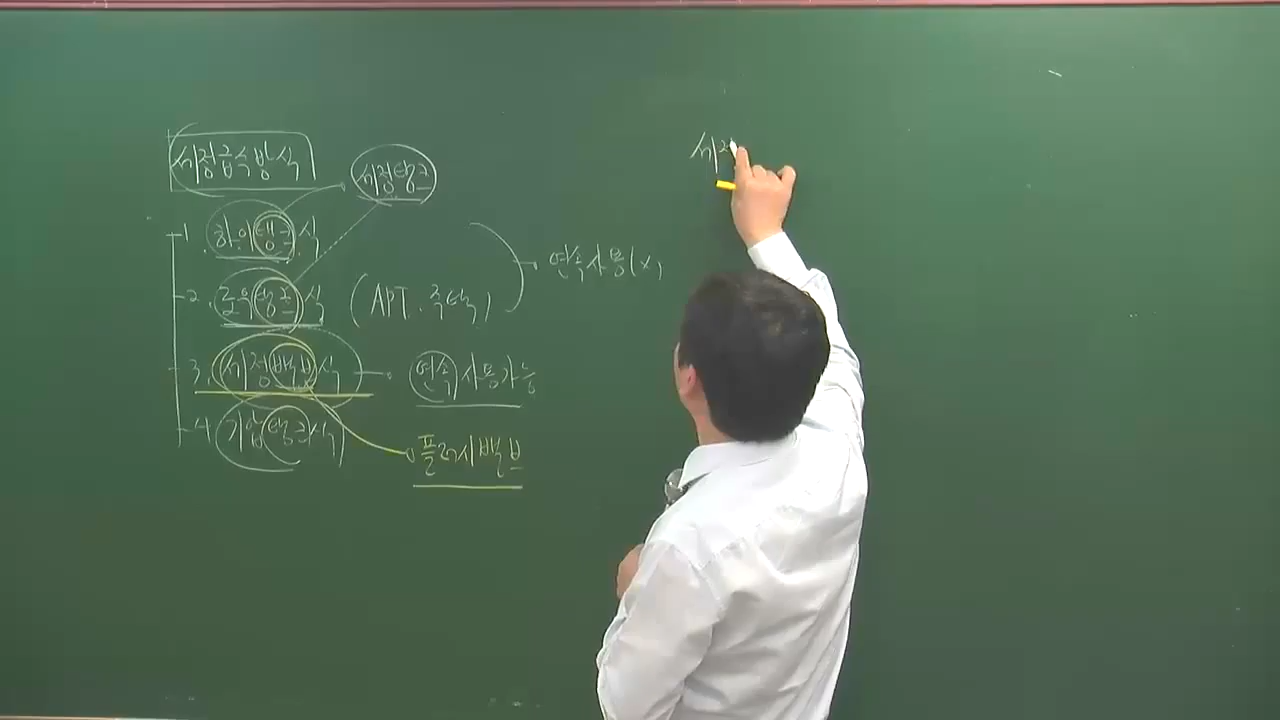 세정급수방식
세정탱크
1. 하이탱크식
2. 로우탱크식 (APT. 주택)
연속사용(x)
3. 세정밸브식
연속사용가능
4. 기압탱크식
플러시밸브
세정